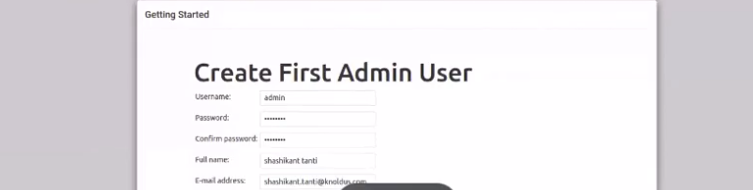 Getting Started
Create First Admin User
Username: admin
Password: ••••••••
Confirm password: ••••••••
Full name: shashikant tanti
E-mail address: shashikant.tanti@knoldus.com